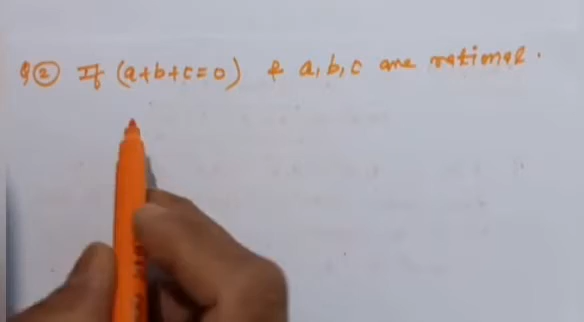 Q② If (a+b+c=0) & a, b, c are rational.